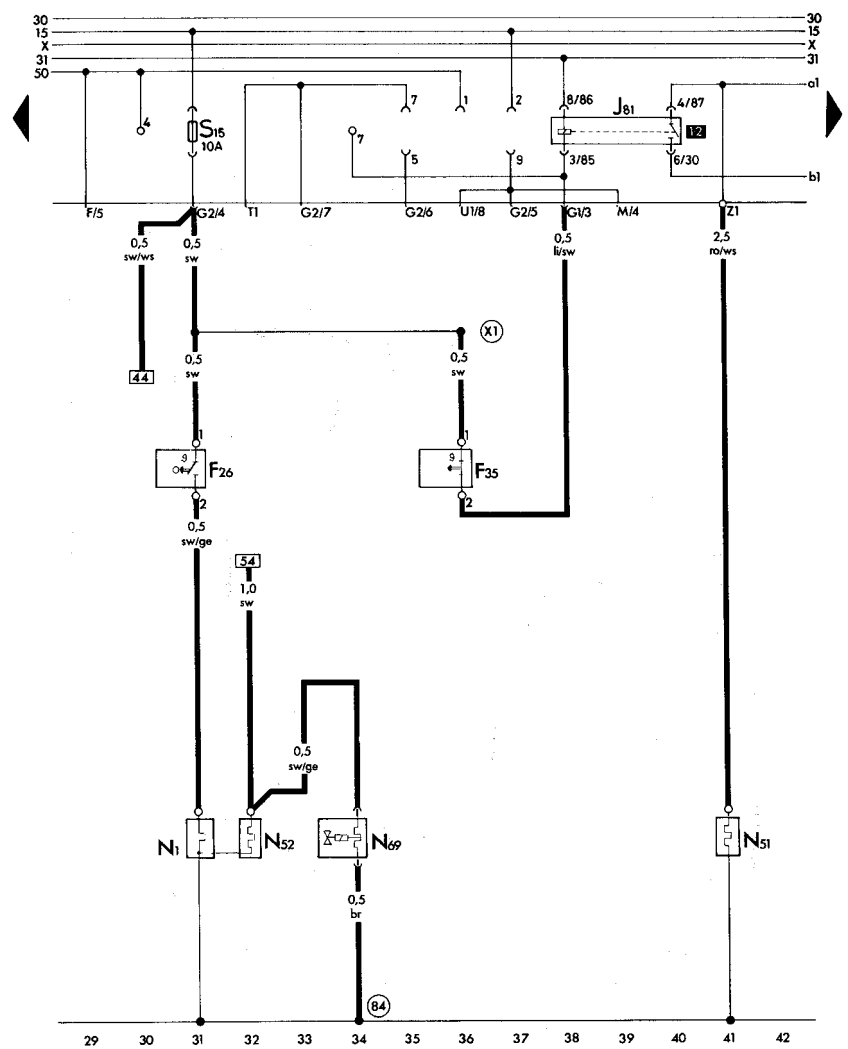 30 30
15 15
X X
31 31
50
a1
7 1 2 8/86 J81 4/87
4 S15 7 12
10A
5 9 3/85 6/30
b1
F/5 G2/4 T1 G2/7 G2/6 U1/8 G2/5 G1/3 M/4 Z1
0,5 0,5 0,5 2,5
sw/ws sw li/sw ro/ws
X1
0,5 0,5
sw sw
44
1 1
9 F26 9 F35
2 2
0,5
sw/ge
54
1,0
sw
0,5
sw/ge
N1 N52 N69 N51
0,5
br
84
29 30 31 32 33 34 35 36 37 38 39 40 41 42